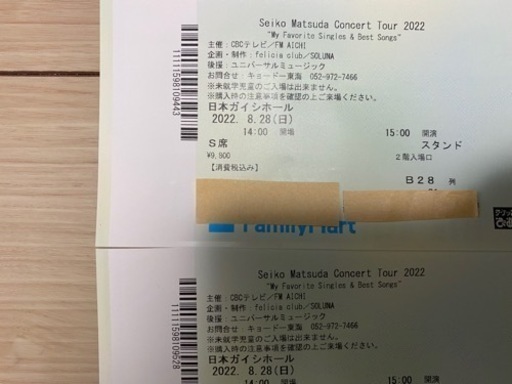 Seiko Matsuda Concert Tour 2022
"My Favorite Singles & Best Songs"
主催:CBCテレビ/FM AICHI
企画・制作:felicia club/SOLUNA
後援:ユニバーサルミュージック
お問合せ:キョードー東海 052-972-7466
※未就学児童のご入場は出来ません。
※購入時の注意事項を確認の上ご来場ください。
日本ガイシホール
2022. 8.28(日)
14:00 開場 15:00 開演
S席 スタンド
¥9,800 2階入場口
【消費税込み】
B28 列
FamilyMart
1111598109443
Seiko Matsuda Concert Tour 2022
"My Favorite Singles & Best Songs"
主催:CBCテレビ/FM AICHI
企画・制作:felicia club/SOLUNA
後援:ユニバーサルミュージック
お問合せ:キョードー東海 052-972-7466
※未就学児童のご入場は出来ません。
※購入時の注意事項を確認の上ご来場ください。
日本ガイシホール
2022. 8.28(日)
14:00 開場 15:00 開演
1111598109528